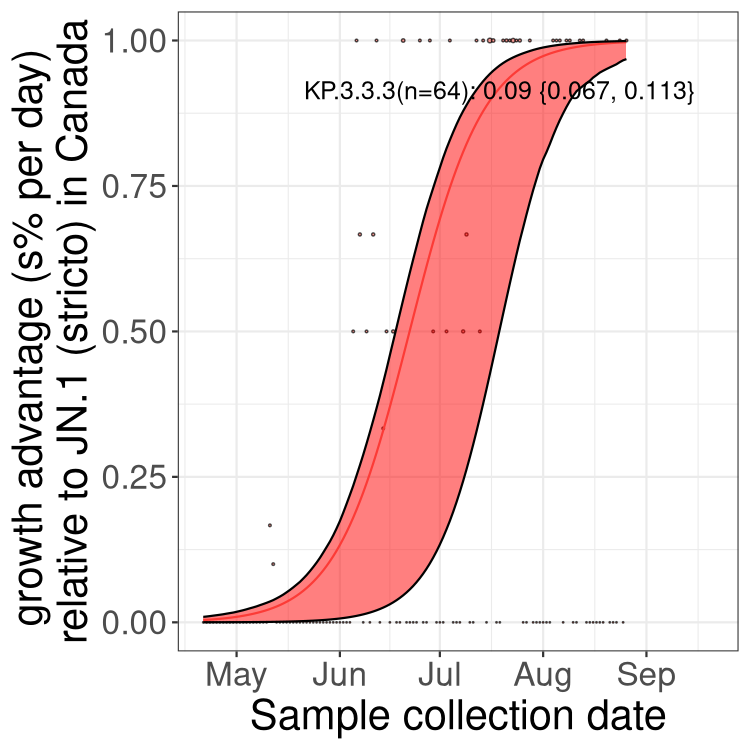 growth advantage (s% per day)
relative to JN.1 (stricto) in Canada
1.00
0.75
0.50
0.25
0.00
KP.3.3.3(n=64): 0.09 {0.067, 0.113}
May Jun Jul Aug Sep
Sample collection date